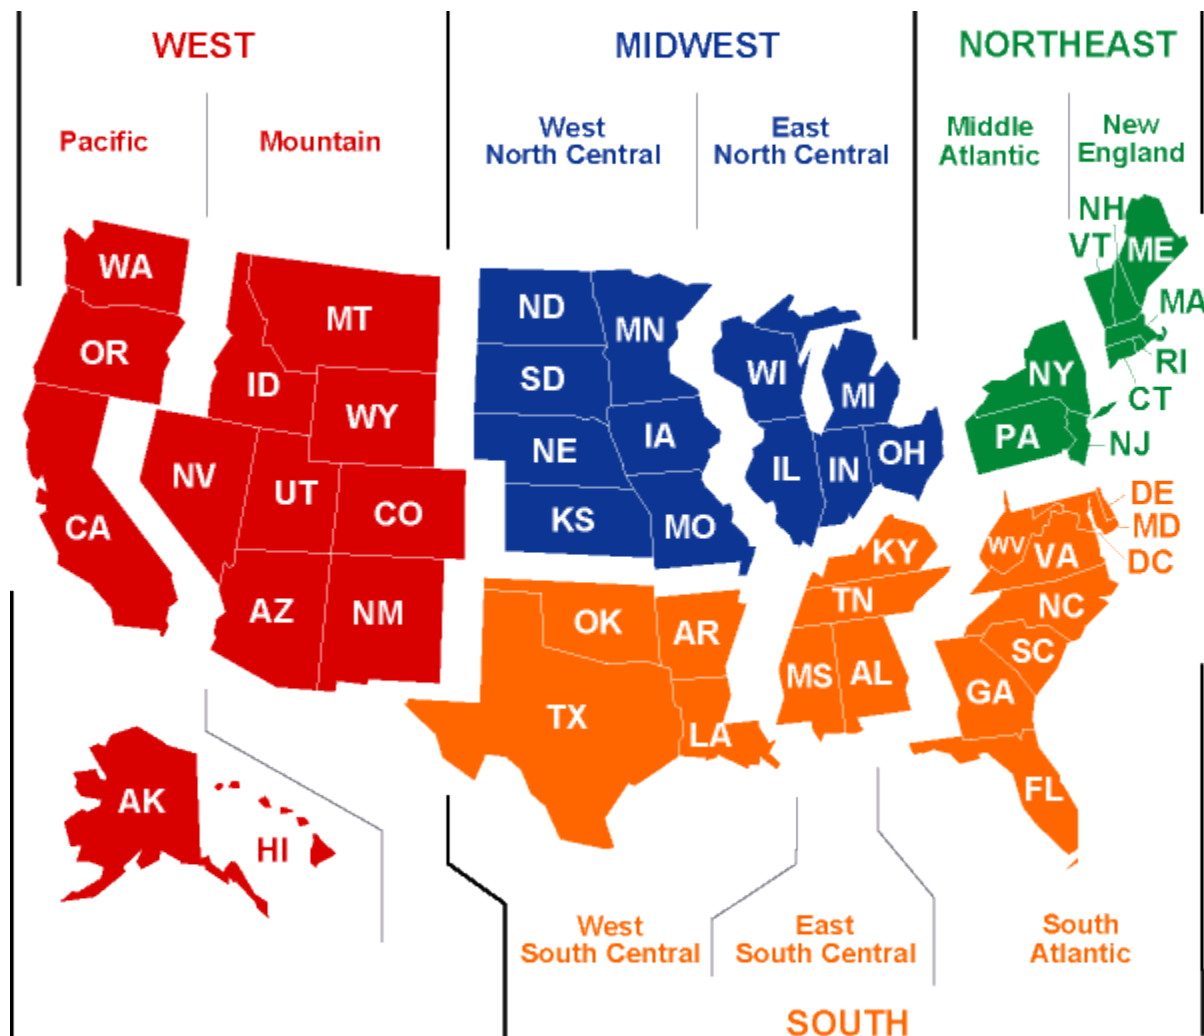 WEST
MIDWEST
NORTHEAST
Pacific
Mountain
West
North Central
East
North Central
Middle
Atlantic
New
England
WA
OR
CA
MT
ID
WY
NV
UT
CO
AZ
NM
AK
HI
ND
SD
NE
KS
MN
IA
MO
WI
MI
IL
IN
OH
NH
VT
ME
MA
RI
CT
NY
PA
NJ
DE
MD
DC
WV
VA
KY
TN
NC
SC
OK
AR
TX
LA
MS
AL
GA
FL
West
South Central
East
South Central
South
Atlantic
SOUTH